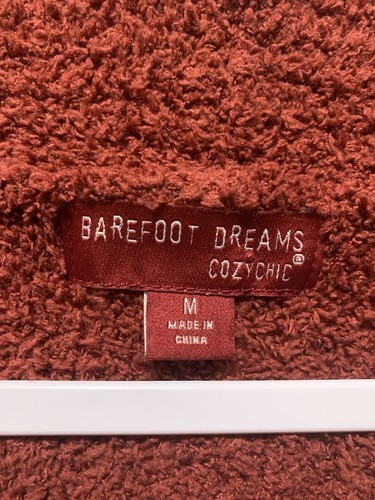 BAREFOOT DREAMS
COZYCHIC®
M
MADE IN
CHINA